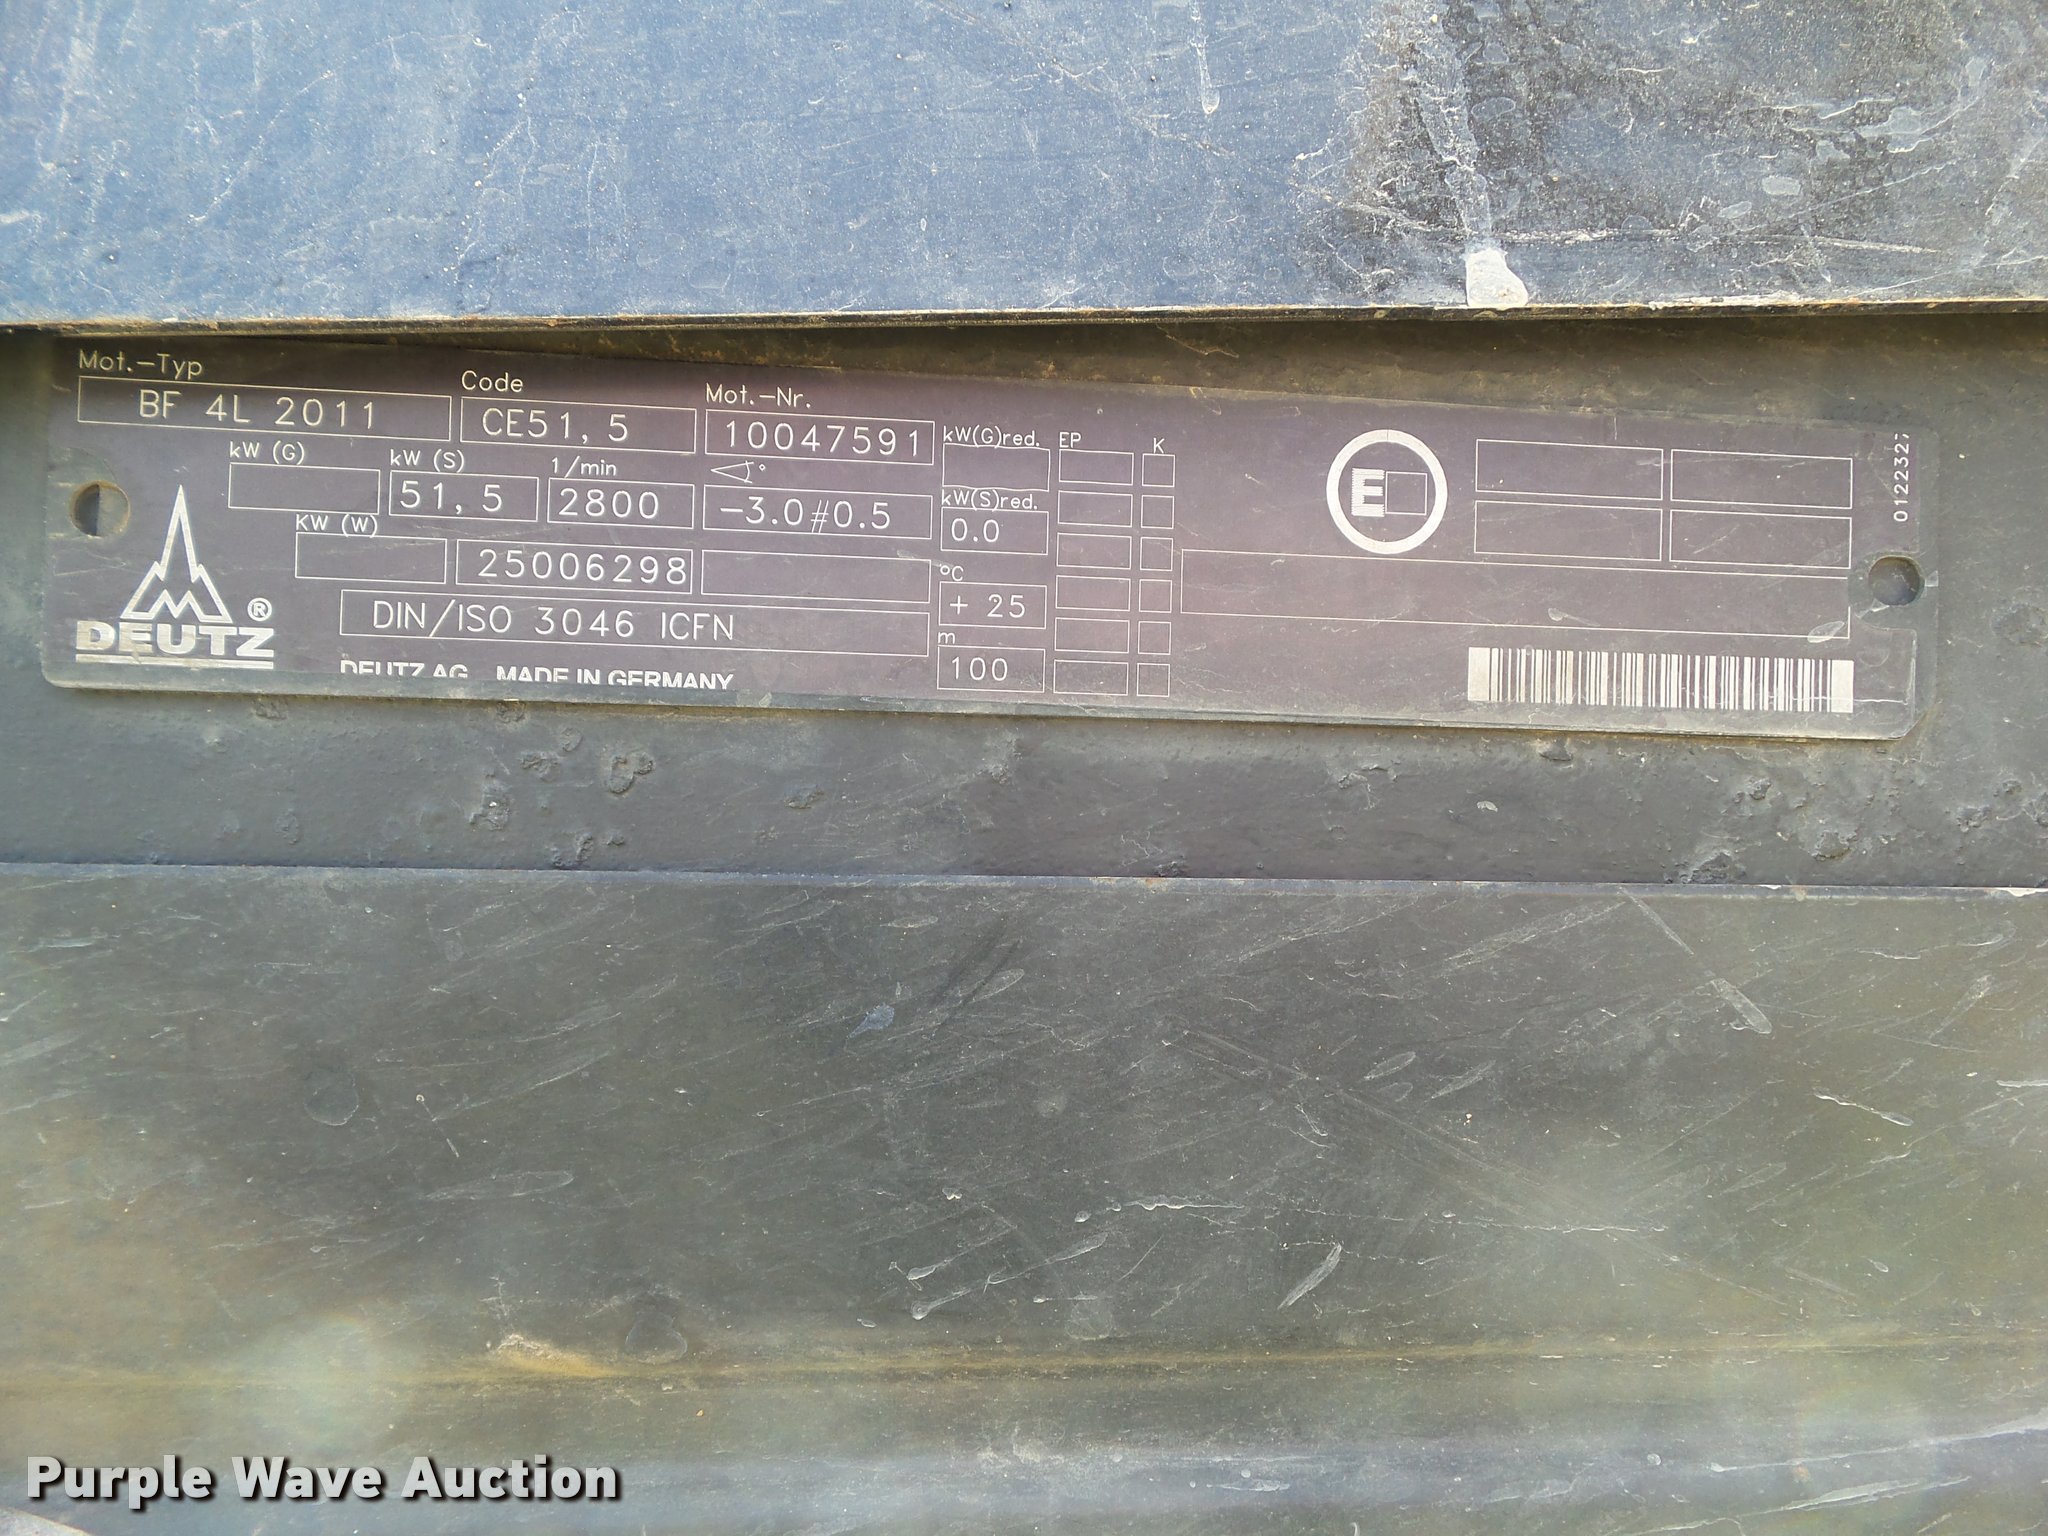 Mot.-Typ Code Mot.-Nr.
BF 4L 2011 CE51,5 10047591 kW(G)red. EP K
kW (G) kW (S) 1/min °
51,5 2800 -3.0#0.5 kW(S)red.
0.0
KW (W)
25006298 °C
+ 25
DIN/ISO 3046 ICFN m
100
DEUTZ®
DEUTZ AG MADE IN GERMANY
E
0122327
Purple Wave Auction